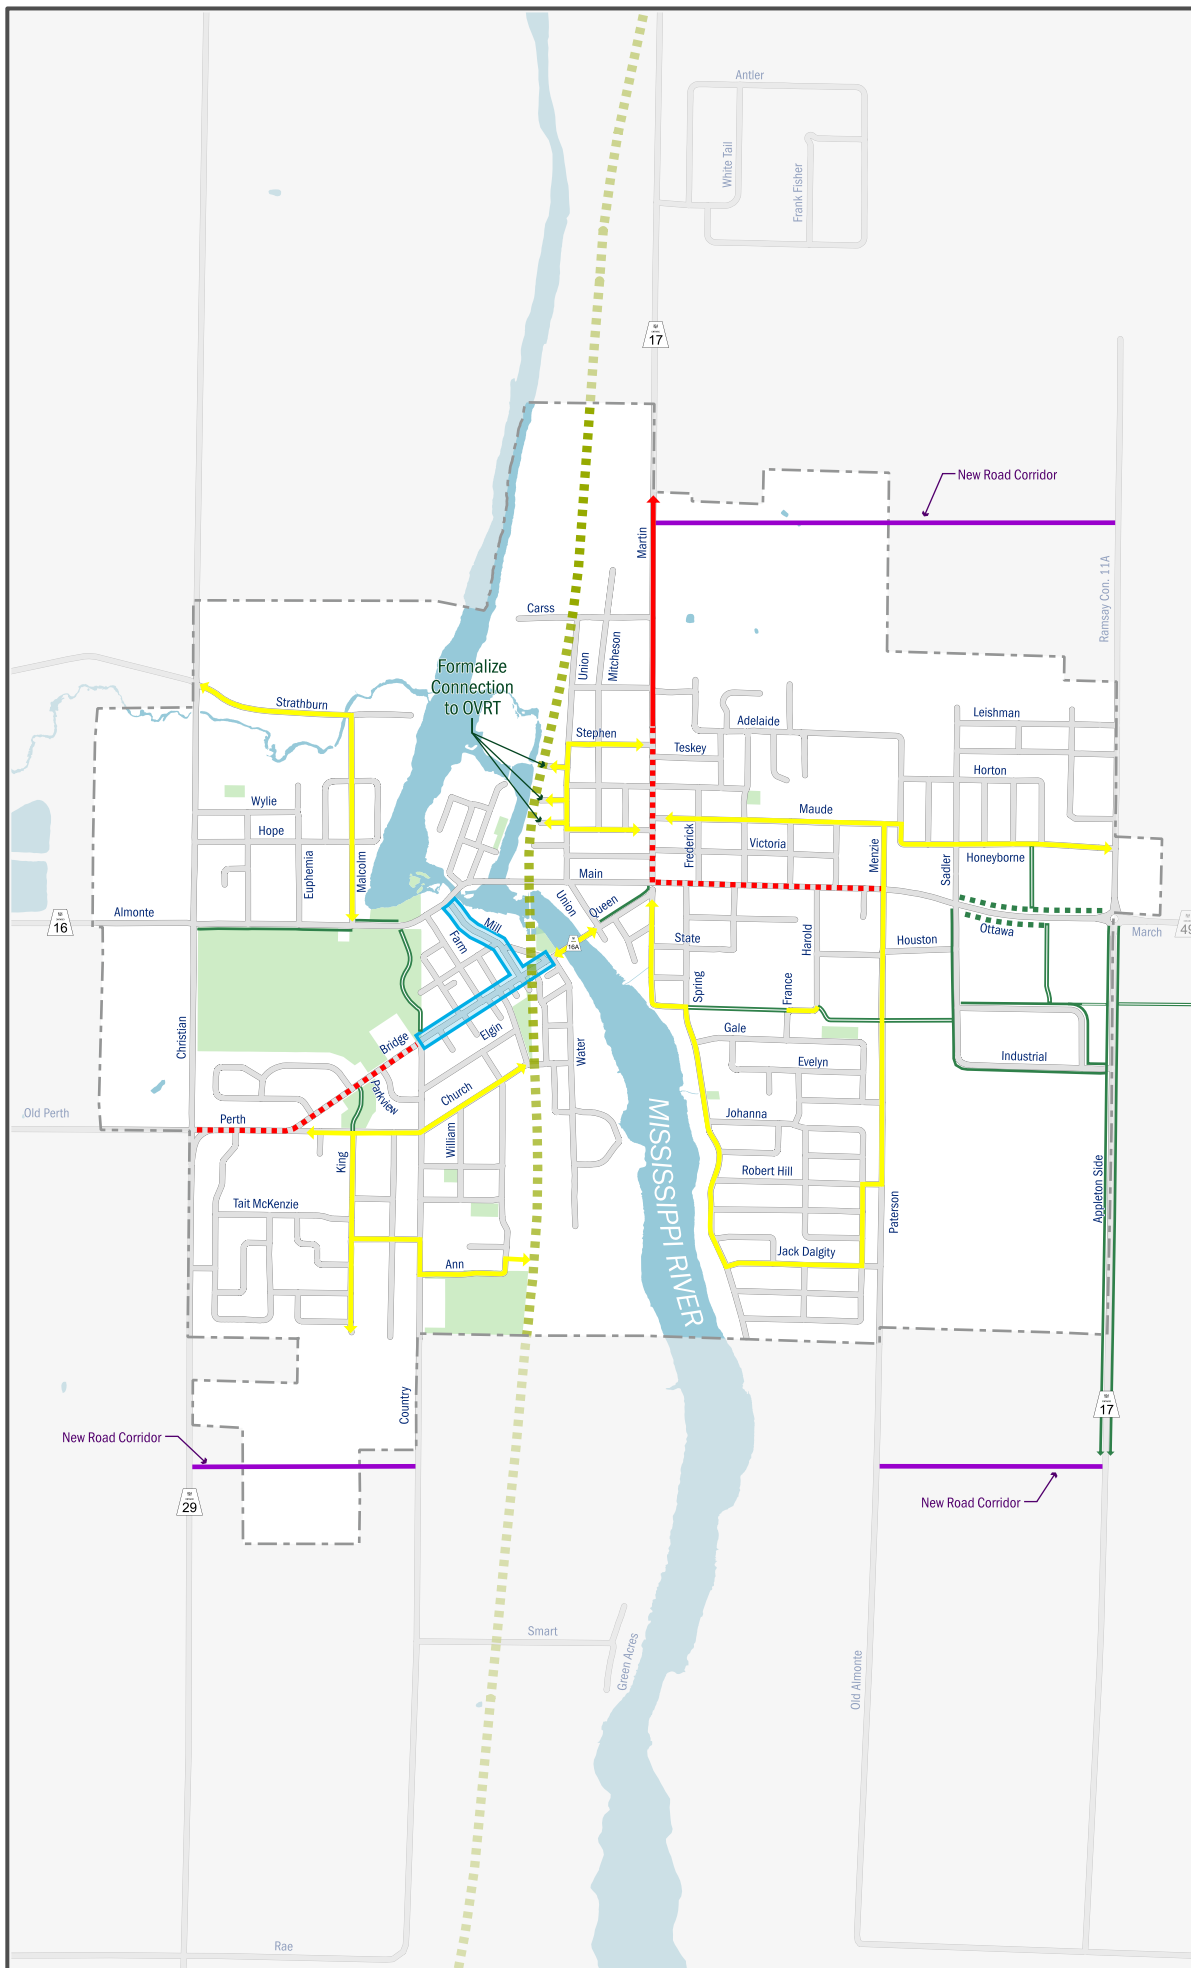 Antler
White Tail
Frank Fisher
17
New Road Corridor
Martin
Ramsay Con. 11A
Carss
Union
Mitcheson
Formalize
Connection
to OVRT
Strathburn
Stephen
Adelaide
Leishman
Teskey
Horton
Wylie
Maude
Hope
Frederick
Victoria
Menzie
Honeyborne
Sadler
Euphemia
Malcolm
Main
Almonte
16
Union
Queen
Mill
Farm
16A
State
Harold
Houston
Ottawa
March
49
Spring
France
Christian
Bridge
Elgin
Water
Gale
Evelyn
Industrial
Parkview
Church
Old Perth
Perth
Johanna
William
King
MISSISSIPPI RIVER
Robert Hill
Appleton Side
Tait McKenzie
Paterson
Ann
Jack Dalgity
Country
17
New Road Corridor
29
New Road Corridor
Smart
Green Acres
Old Almonte
Rae